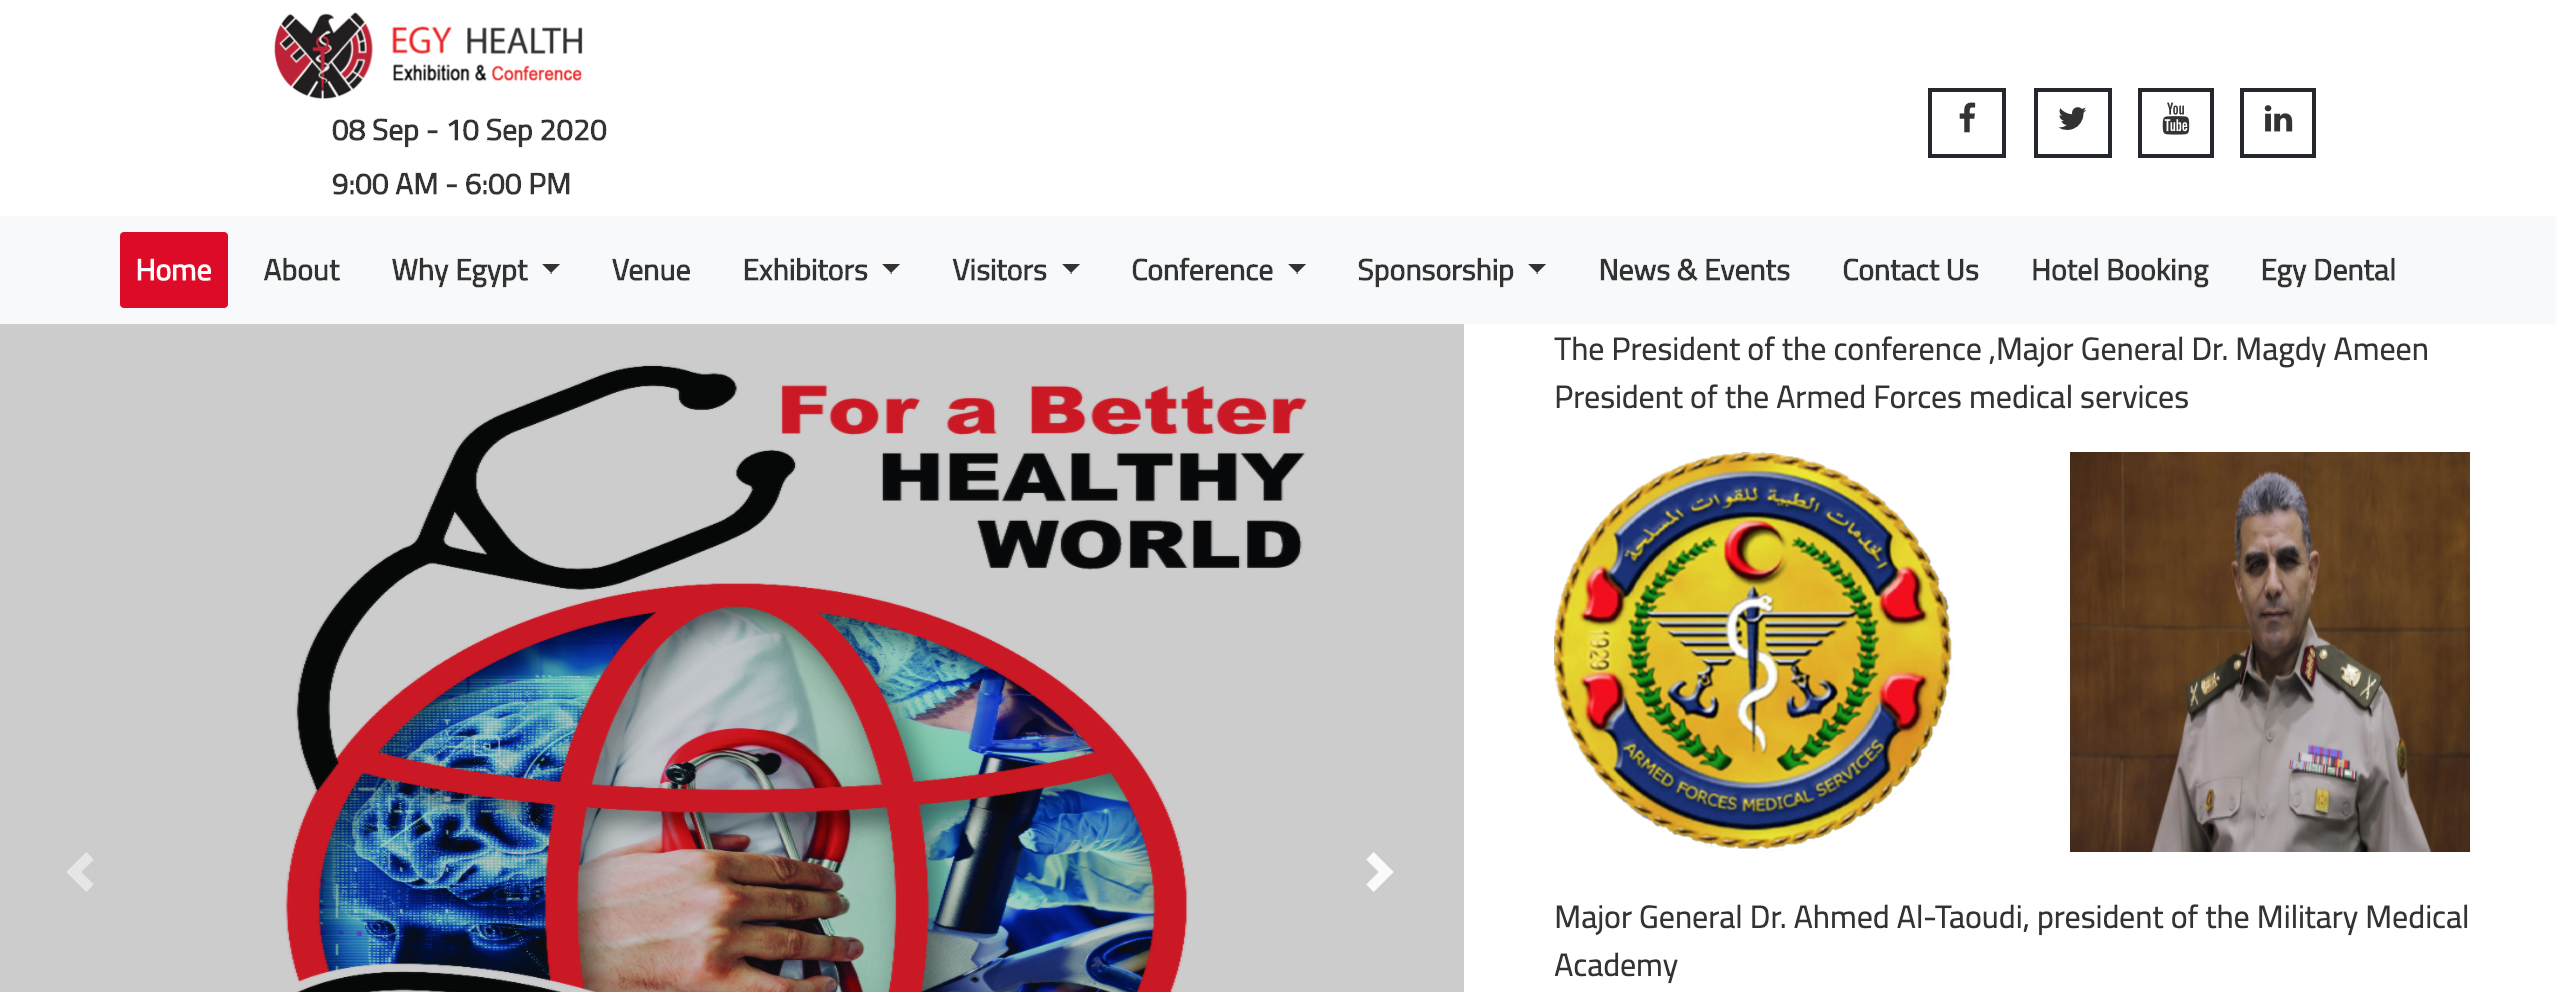 EGY HEALTH
Exhibition & Conference
08 Sep - 10 Sep 2020
9:00 AM - 6:00 PM
You
Tube
Home About Why Egypt Venue Exhibitors Visitors Conference Sponsorship News & Events Contact Us Hotel Booking Egy Dental
For a Better
HEALTHY
WORLD
The President of the conference ,Major General Dr. Magdy Ameen
President of the Armed Forces medical services
الخدمات الطبية للقوات المسلحة
1929
ARMED FORCES MEDICAL SERVICES
Major General Dr. Ahmed Al-Taoudi, president of the Military Medical
Academy